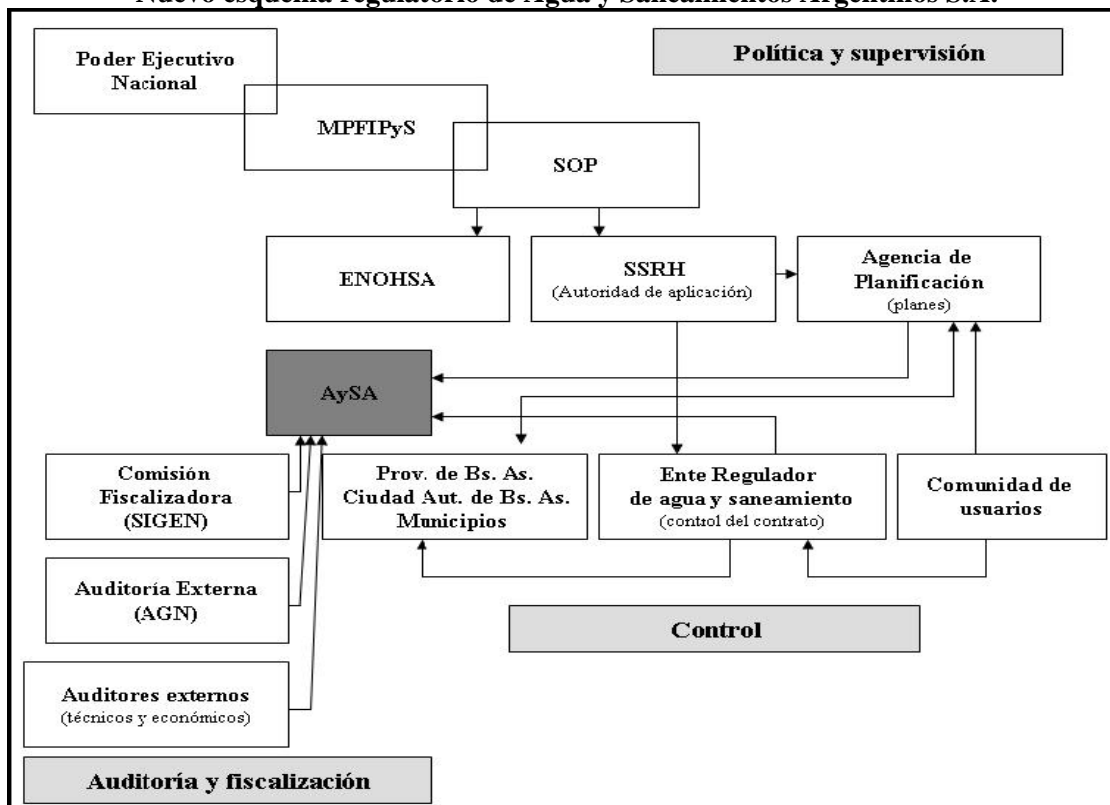 Nuevo esquema regulatorio de Agua y Saneamientos Argentinos S.A.
Poder Ejecutivo
Nacional
Política y supervisión
MPFIPyS
SOP
ENOHSA
SSRH
(Autoridad de aplicación)
Agencia de
Planificación
(planes)
AySA
Comisión
Fiscalizadora
(SIGEN)
Prov. de Bs. As.
Ciudad Aut. de Bs. As.
Municipios
Ente Regulador
de agua y saneamiento
(control del contrato)
Comunidad de
usuarios
Auditoría Externa
(AGN)
Control
Auditores externos
(técnicos y económicos)
Auditoría y fiscalización